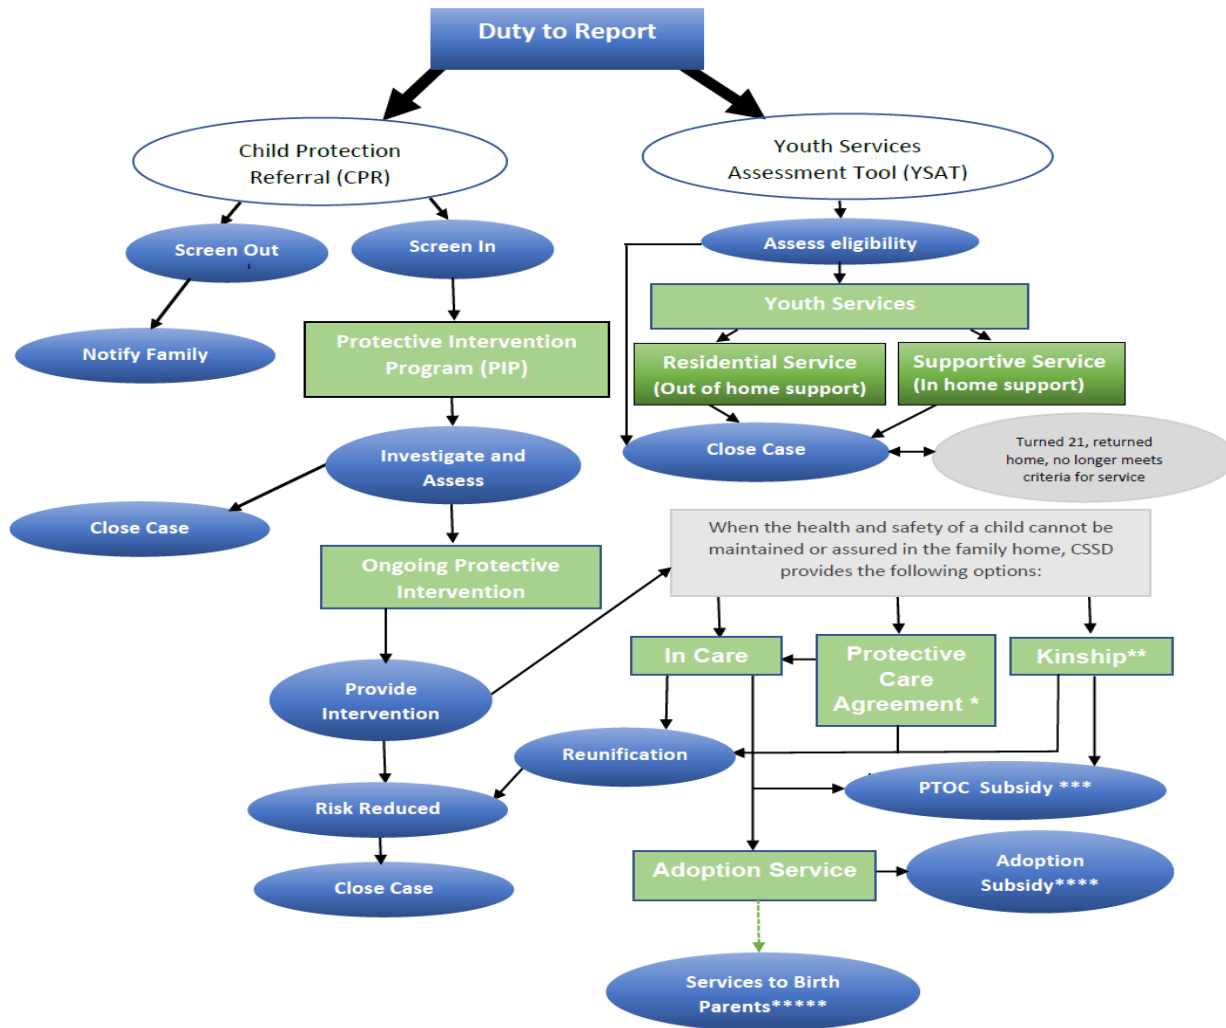 Duty to Report
Child Protection
Referral (CPR)
Youth Services
Assessment Tool (YSAT)
Screen Out
Screen In
Assess eligibility
Youth Services
Notify Family
Protective Intervention
Program (PIP)
Residential Service
(Out of home support)
Supportive Service
(In home support)
Close Case
Turned 21, returned
home, no longer meets
criteria for service
Investigate and
Assess
Close Case
When the health and safety of a child cannot be
maintained or assured in the family home, CSSD
provides the following options:
Ongoing Protective
Intervention
In Care
Protective
Care
Agreement *
Kinship**
Provide
Intervention
Reunification
PTOC Subsidy ***
Risk Reduced
Close Case
Adoption Service
Adoption
Subsidy****
Services to Birth
Parents*****